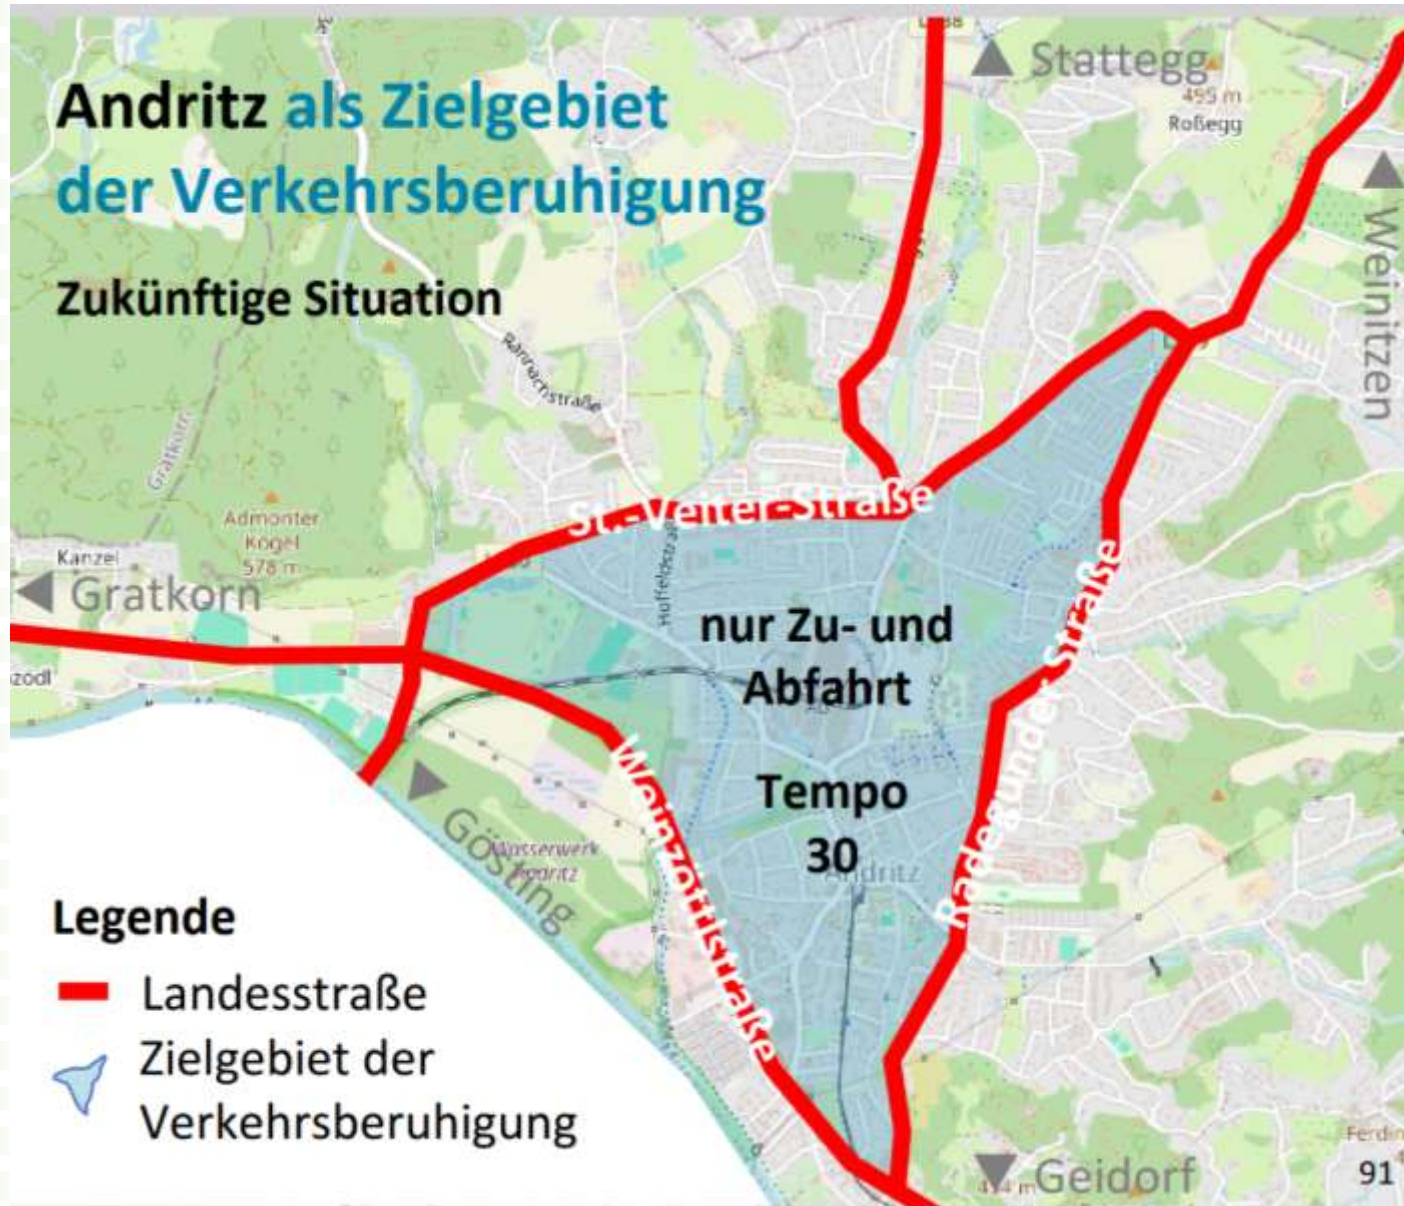 Stattegg
495 m
Roßegg
Andritz als Zielgebiet
der Verkehrsberuhigung
Weinitzen
Zukünftige Situation
Rannachstraße
Gratkorn
St.-Veiter-Straße
Admonter
Kogel
578 m
Kanzel
Gratkorn
Hoffeldstraße
nur Zu- und
Abfahrt
Radegunder Straße
Weinzöttlstraße
Tempo
30
Andritz
Gösting
Wasserwerk
Andritz
Legende
Landesstraße
Zielgebiet der
Verkehrsberuhigung
Geidorf
91